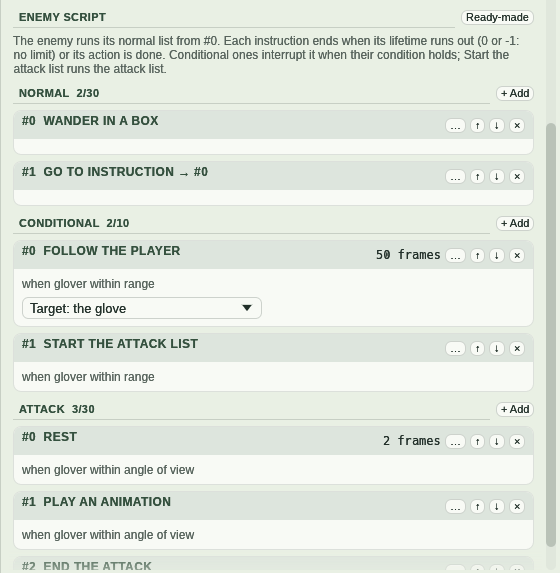 ENEMY SCRIPT
Ready-made
The enemy runs its normal list from #0. Each instruction ends when its lifetime runs out (0 or -1:
no limit) or its action is done. Conditional ones interrupt it when their condition holds; Start the
attack list runs the attack list.
NORMAL 2/30
+ Add
#0 WANDER IN A BOX
... ↑ ↓ ×
#1 GO TO INSTRUCTION → #0
... ↑ ↓ ×
CONDITIONAL 2/10
+ Add
#0 FOLLOW THE PLAYER
50 frames ... ↑ ↓ ×
when glover within range
Target: the glove
#1 START THE ATTACK LIST
... ↑ ↓ ×
when glover within range
ATTACK 3/30
+ Add
#0 REST
2 frames ... ↑ ↓ ×
when glover within angle of view
#1 PLAY AN ANIMATION
... ↑ ↓ ×
when glover within angle of view
#2 END THE ATTACK